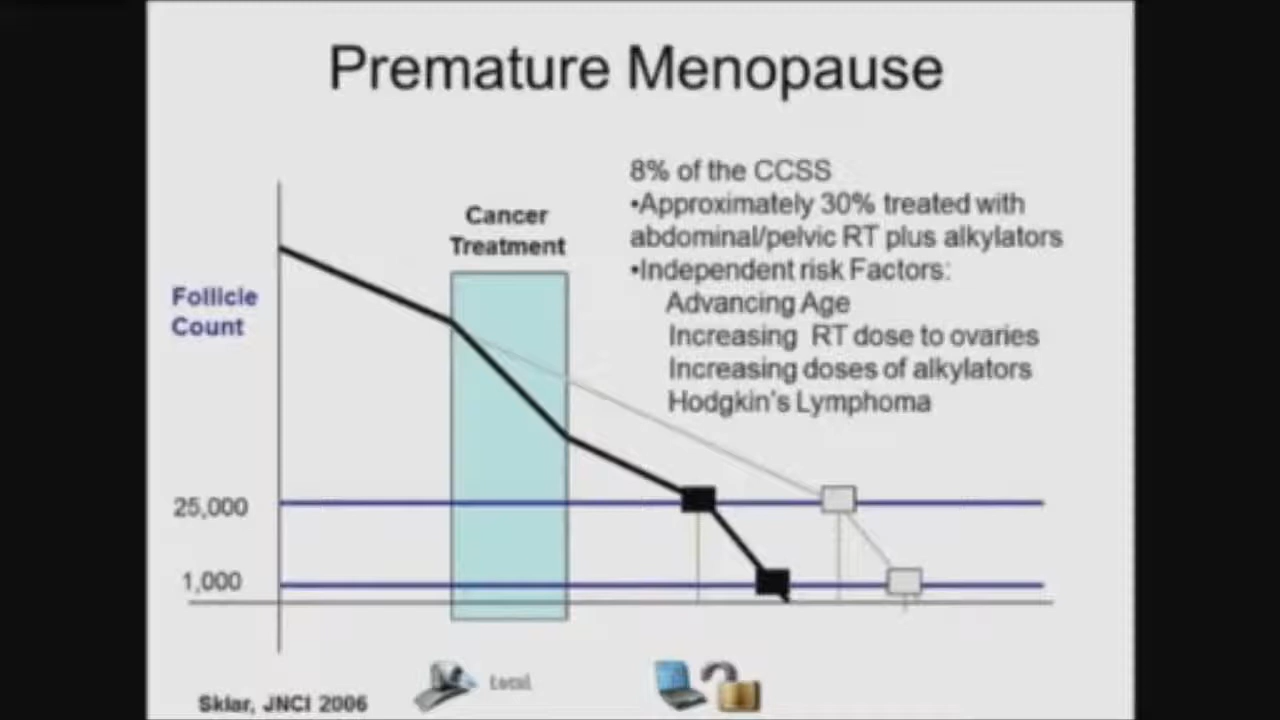 Premature Menopause
8% of the CCSS
•Approximately 30% treated with
abdominal/pelvic RT plus alkylators
•Independent risk Factors:
Advancing Age
Increasing RT dose to ovaries
Increasing doses of alkylators
Hodgkin's Lymphoma
Cancer
Treatment
Follicle
Count
25,000
1,000
Sklar, JNCI 2006
Local